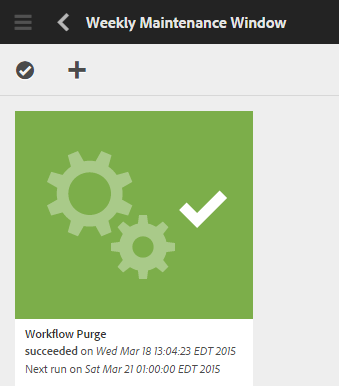 Weekly Maintenance Window
Workflow Purge
succeeded on Wed Mar 18 13:04:23 EDT 2015
Next run on Sat Mar 21 01:00:00 EDT 2015